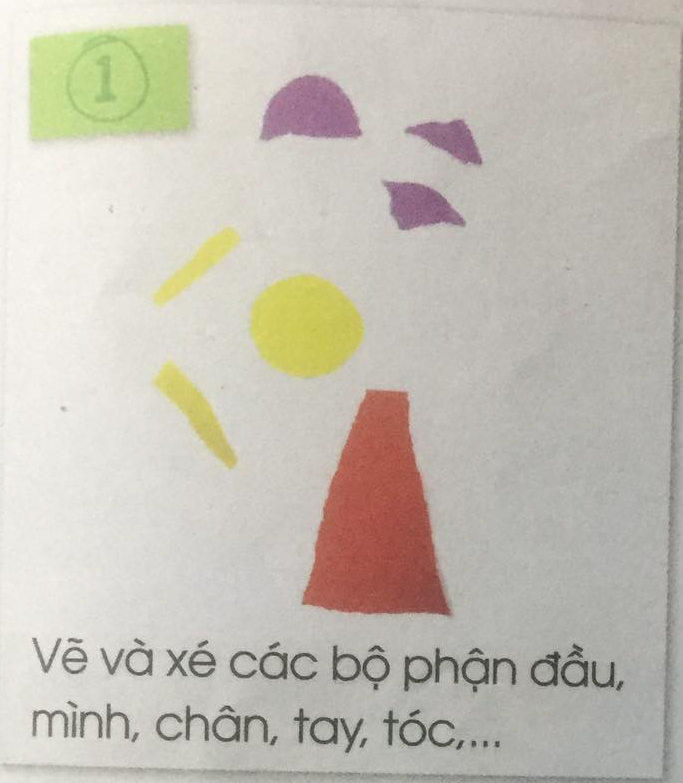 1
Vẽ và xé các bộ phận đầu,
mình, chân, tay, tóc,...